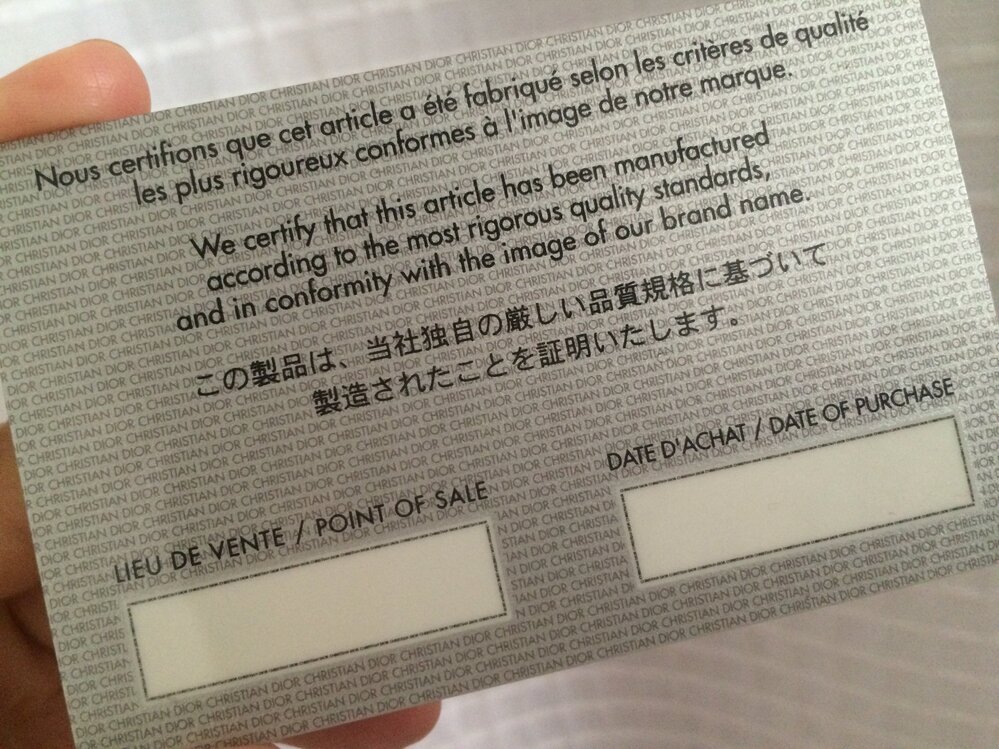 Nous certifions que cet article a été fabriqué selon les critères de qualité
les plus rigoureux conformes à l'image de notre marque.
We certify that this article has been manufactured
according to the most rigorous quality standards,
and in conformity with the image of our brand name.
この製品は、当社独自の厳しい品質規格に基づいて
製造されたことを証明いたします。
LIEU DE VENTE / POINT OF SALE
DATE D'ACHAT / DATE OF PURCHASE
CHRISTIAN DIOR